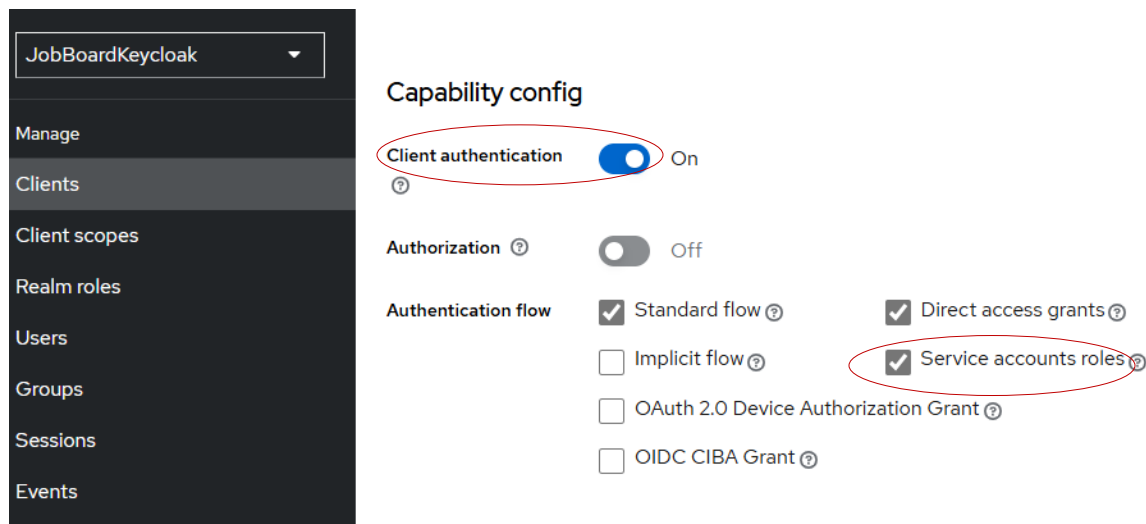 JobBoardKeycloak
Manage
Clients
Client scopes
Realm roles
Users
Groups
Sessions
Events
Capability config
Client authentication On
Authorization Off
Authentication flow Standard flow Direct access grants
Implicit flow Service accounts roles
OAuth 2.0 Device Authorization Grant
OIDC CIBA Grant